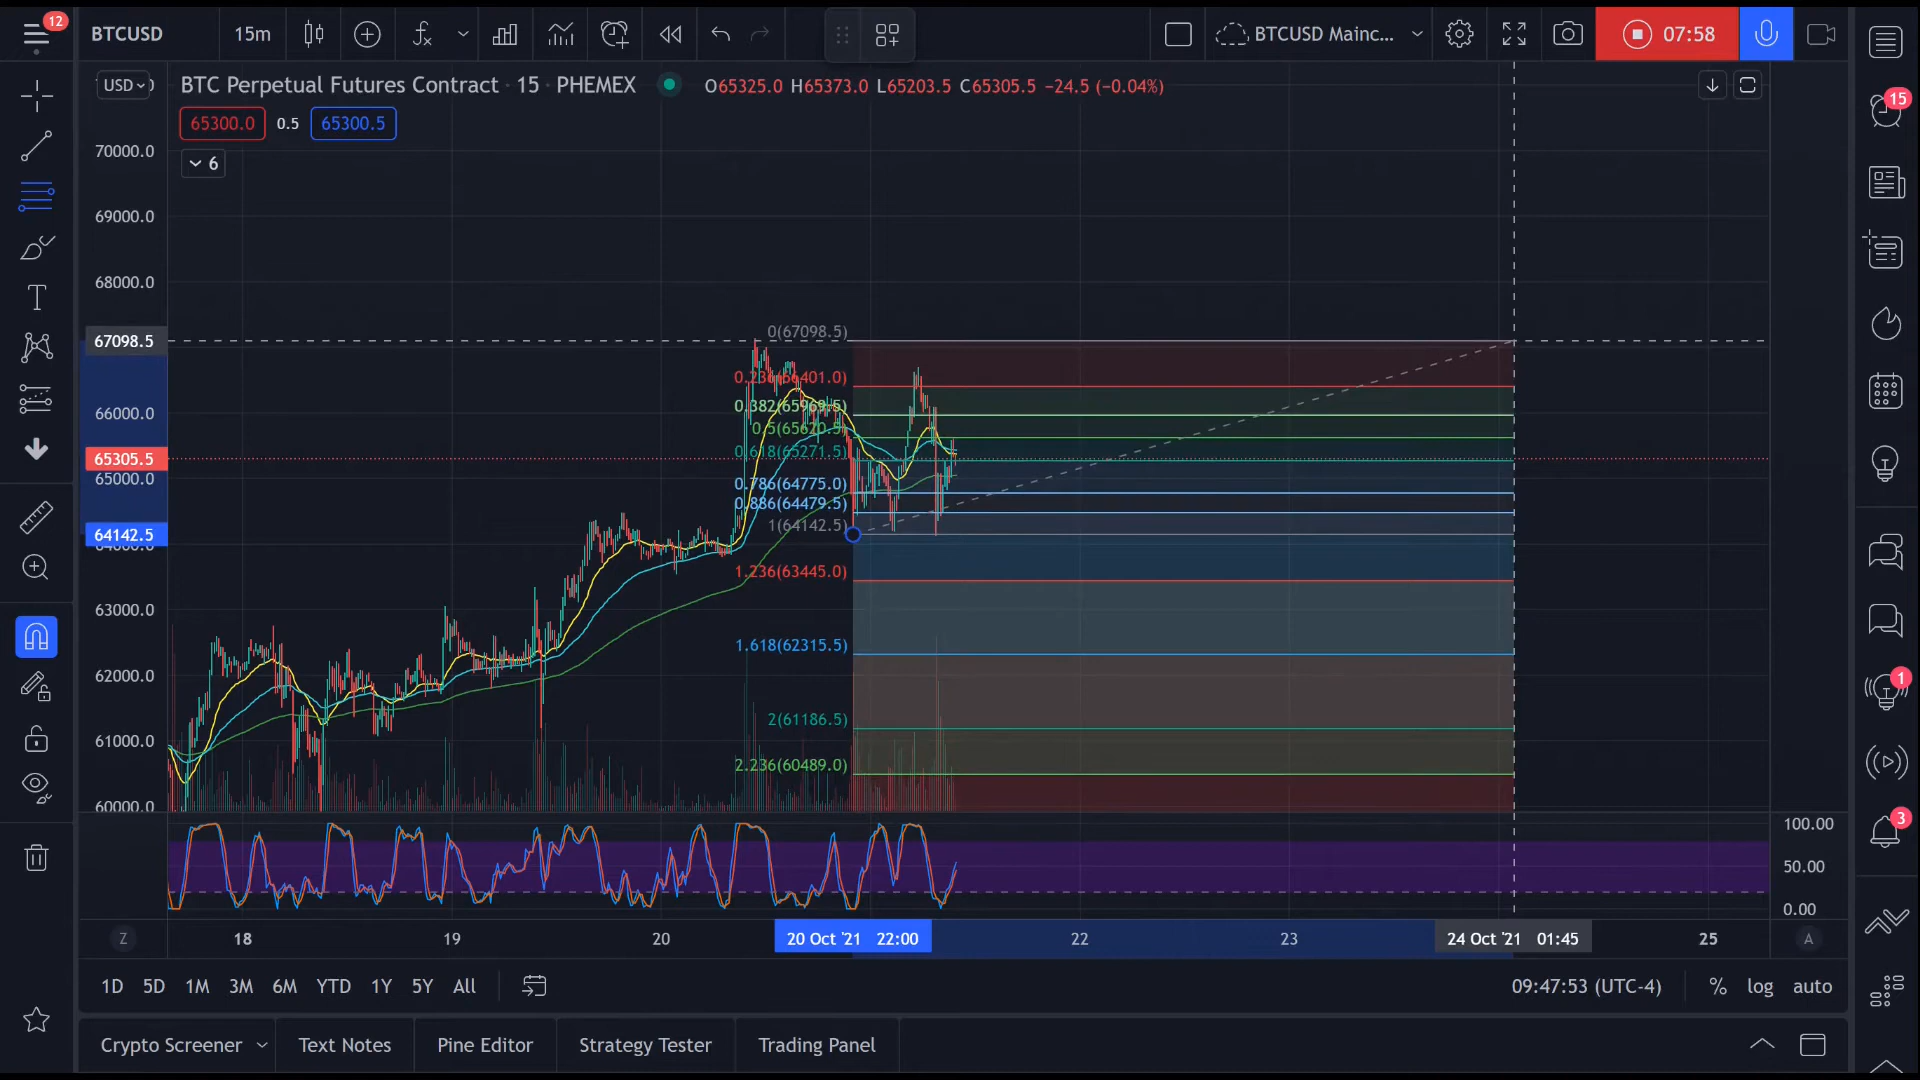 12
BTCUSD
15m
BTCUSD Mainc...
07:58
USD
BTC Perpetual Futures Contract · 15 · PHEMEX
O65325.0 H65373.0 L65203.5 C65305.5 −24.5 (−0.04%)
65300.0 0.5 65300.5
6
15
70000.0
69000.0
68000.0
67098.5
66000.0
65305.5
65000.0
64142.5
64000.0
63000.0
62000.0
61000.0
60000.0
0(67098.5)
0.236(66401.0)
0.382(65969.5)
0.5(65620.5)
0.618(65271.5)
0.786(64775.0)
0.886(64479.5)
1(64142.5)
1.236(63445.0)
1.618(62315.5)
2(61186.5)
2.236(60489.0)
1
3
100.00
50.00
0.00
Z
18
19
20
20 Oct '21 22:00
22
23
24 Oct '21 01:45
25
A
1D
5D
1M
3M
6M
YTD
1Y
5Y
All
09:47:53 (UTC-4)
%
log
auto
Crypto Screener
Text Notes
Pine Editor
Strategy Tester
Trading Panel